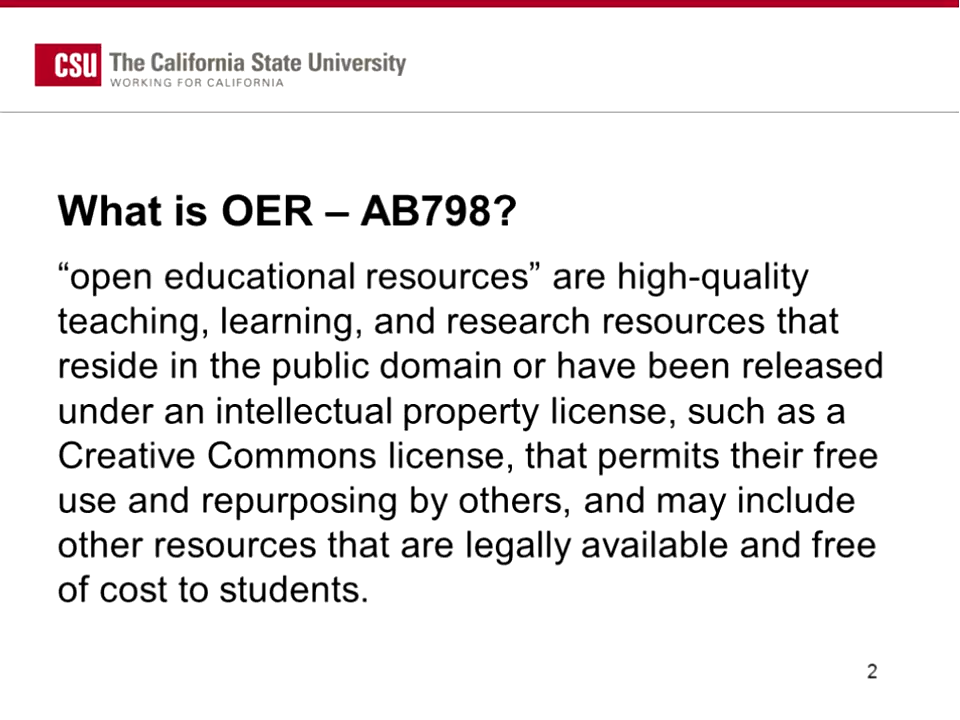 CSU The California State University
WORKING FOR CALIFORNIA
What is OER – AB798?
“open educational resources” are high-quality
teaching, learning, and research resources that
reside in the public domain or have been released
under an intellectual property license, such as a
Creative Commons license, that permits their free
use and repurposing by others, and may include
other resources that are legally available and free
of cost to students.
2